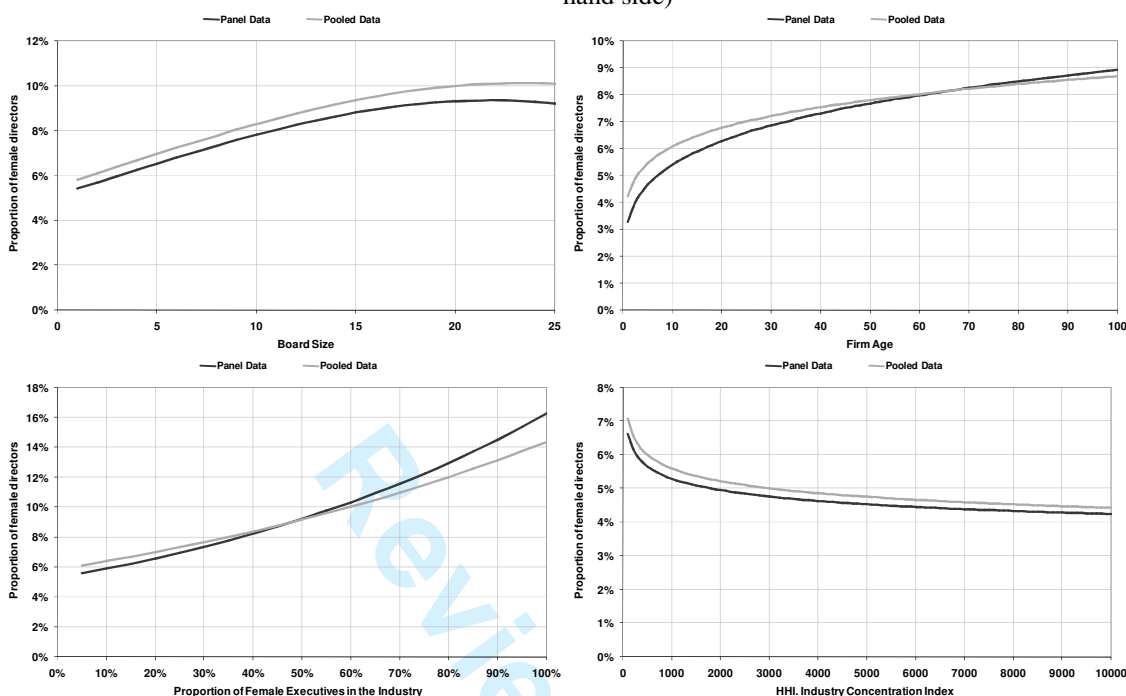 hand side)
Panel Data Pooled Data
12%
10%
8%
6%
4%
2%
0%
0 5 10 15 20 25
Proportion of female directors
Board Size
Panel Data Pooled Data
10%
9%
8%
7%
6%
5%
4%
3%
2%
1%
0%
0 10 20 30 40 50 60 70 80 90 100
Proportion of female directors
Firm Age
Panel Data Pooled Data
18%
16%
14%
12%
10%
8%
6%
4%
2%
0%
0% 10% 20% 30% 40% 50% 60% 70% 80% 90% 100%
Proportion of female directors
Proportion of Female Executives in the Industry
Panel Data Pooled Data
8%
7%
6%
5%
4%
3%
2%
1%
0%
0 1000 2000 3000 4000 5000 6000 7000 8000 9000 10000
Proportion of female directors
HHI. Industry Concentration Index
Revie